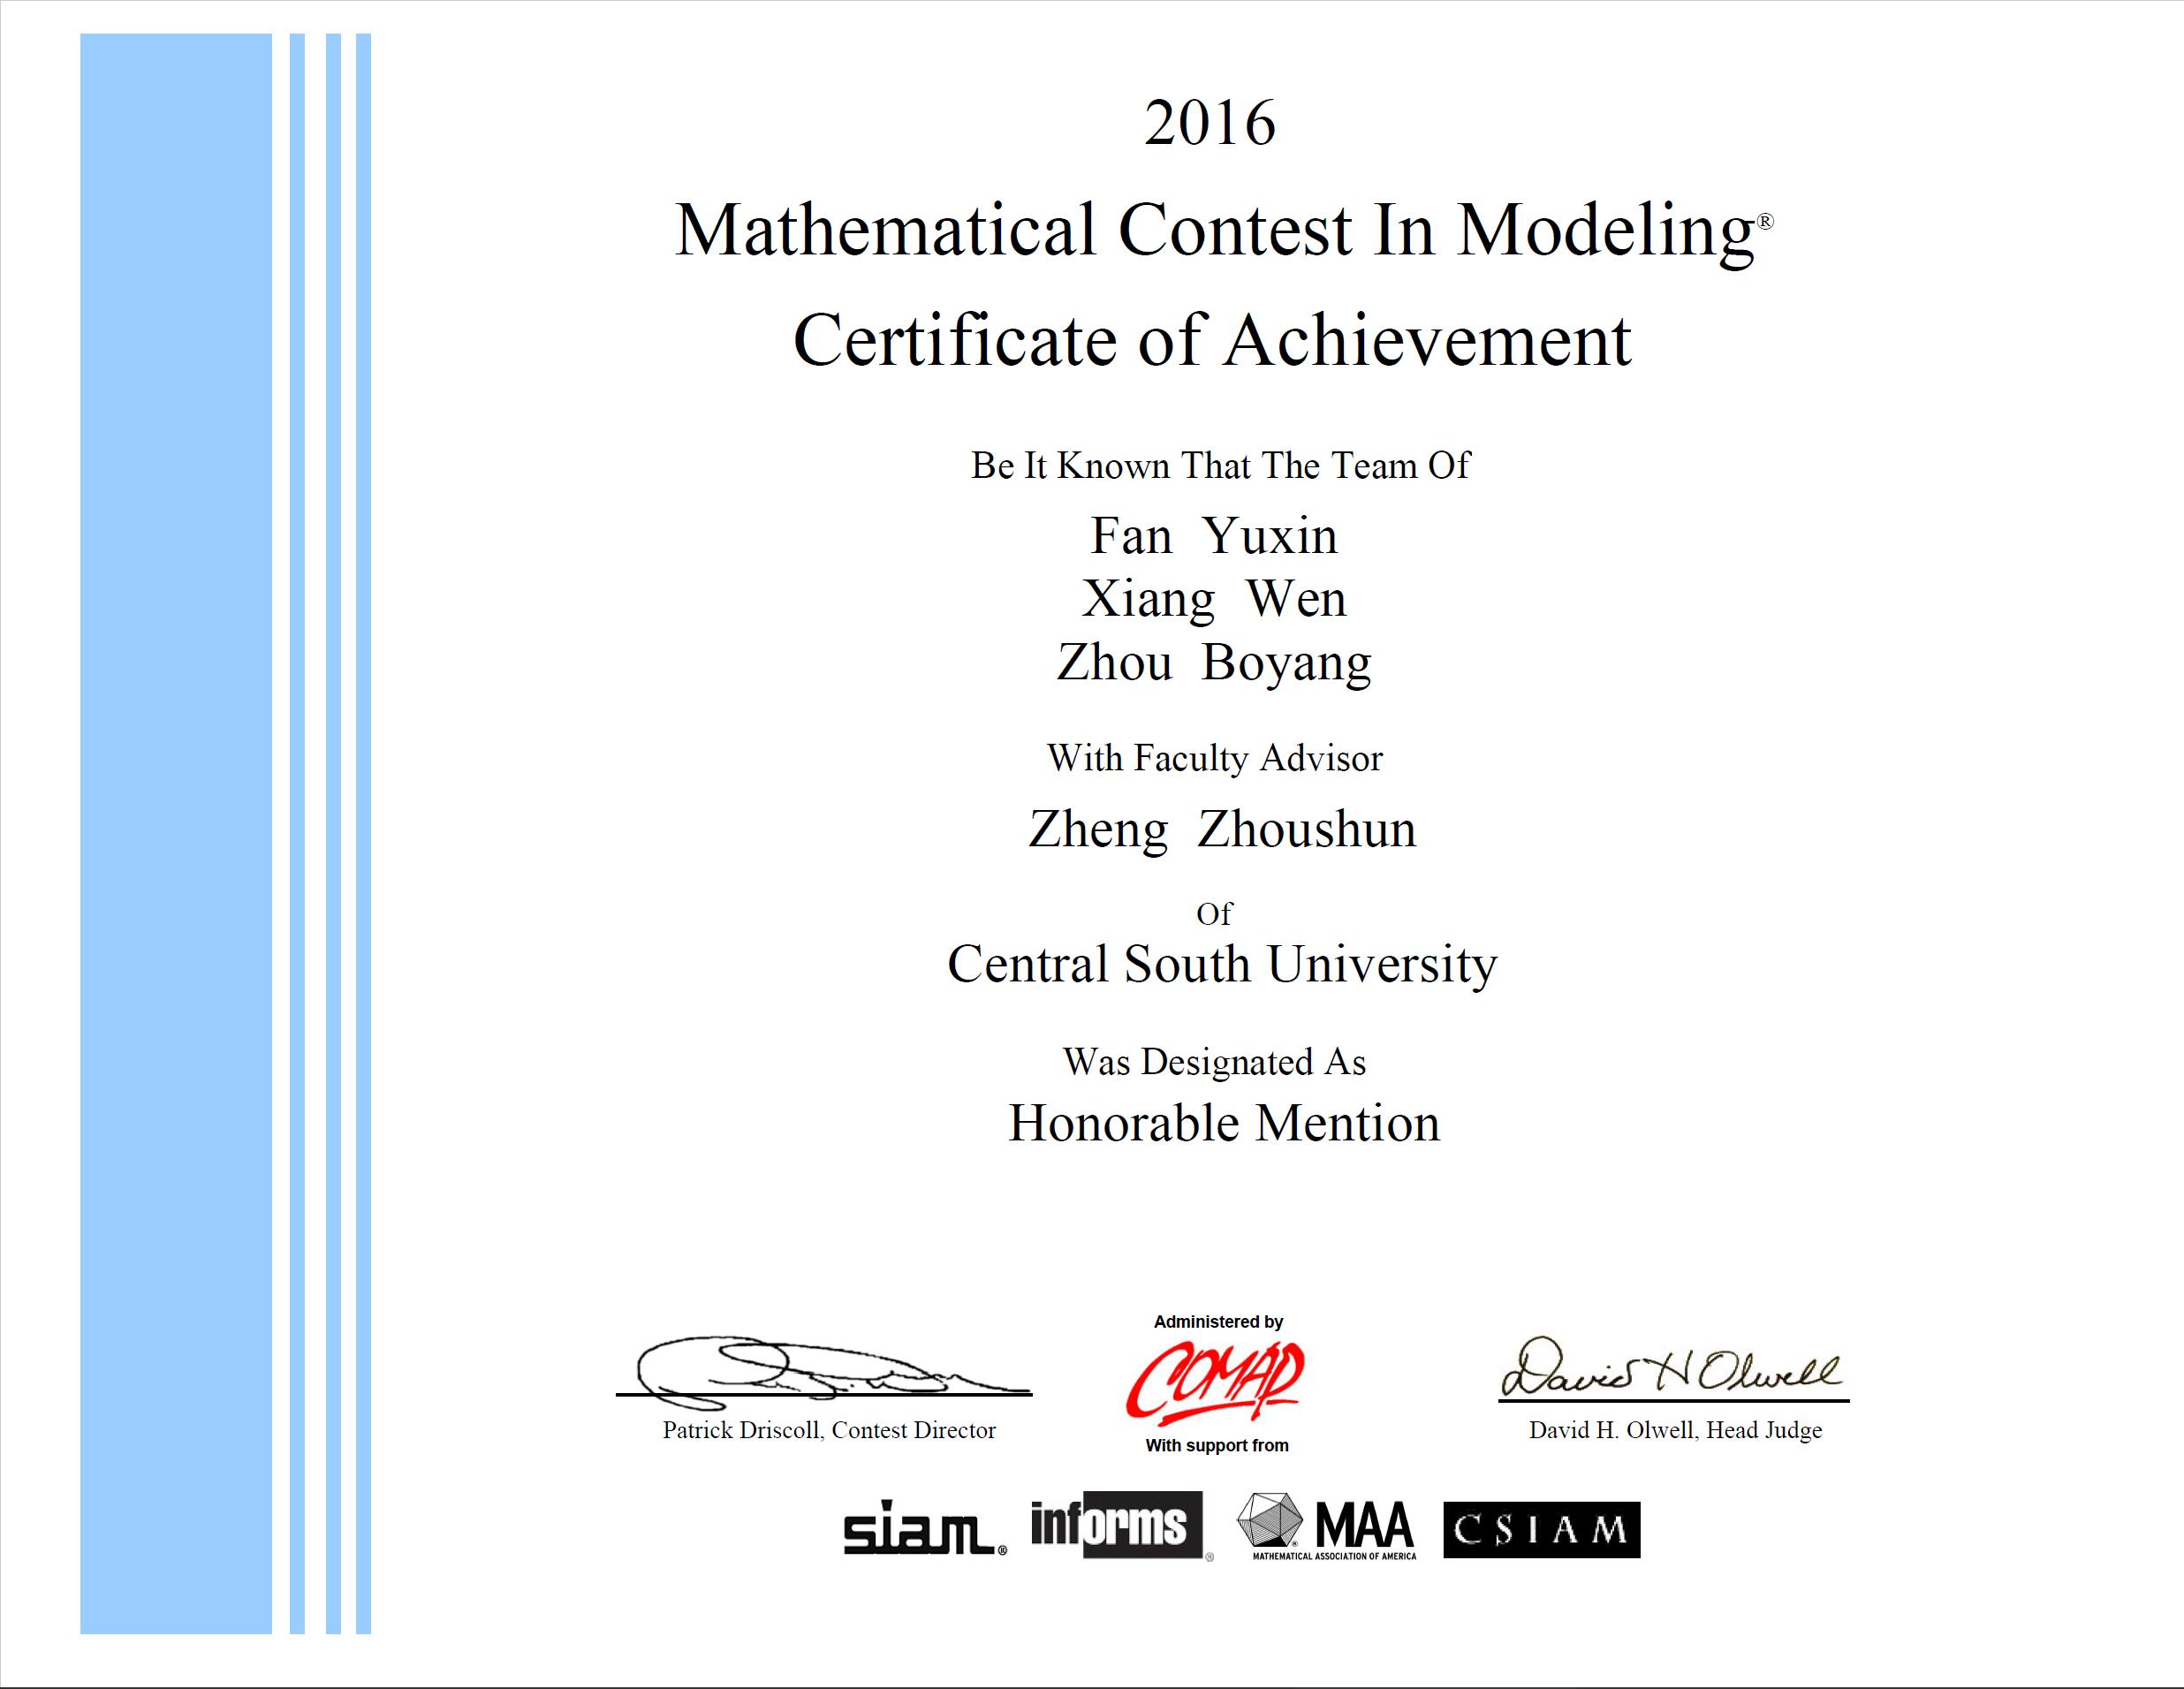 2016
Mathematical Contest In Modeling®
Certificate of Achievement
Be It Known That The Team Of
Fan Yuxin
Xiang Wen
Zhou Boyang
With Faculty Advisor
Zheng Zhoushun
Of
Central South University
Was Designated As
Honorable Mention
Administered by
COMAP
David H Olwell
Patrick Driscoll, Contest Director
With support from
David H. Olwell, Head Judge
siam®
informs®
MAA
MATHEMATICAL ASSOCIATION OF AMERICA
CSIAM